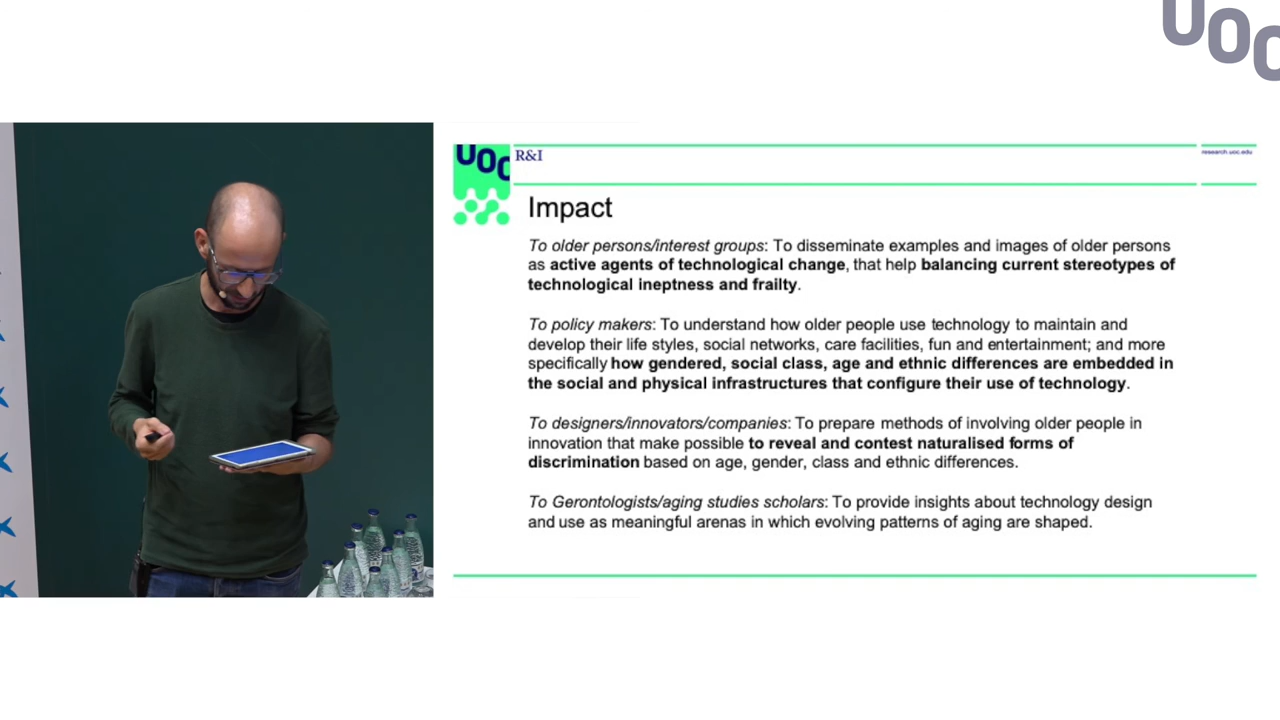 UOC
UOC
R&I
research.uoc.edu
Impact
To older persons/interest groups: To disseminate examples and images of older persons
as active agents of technological change, that help balancing current stereotypes of
technological ineptness and frailty.
To policy makers: To understand how older people use technology to maintain and
develop their life styles, social networks, care facilities, fun and entertainment; and more
specifically how gendered, social class, age and ethnic differences are embedded in
the social and physical infrastructures that configure their use of technology.
To designers/innovators/companies: To prepare methods of involving older people in
innovation that make possible to reveal and contest naturalised forms of
discrimination based on age, gender, class and ethnic differences.
To Gerontologists/aging studies scholars: To provide insights about technology design
and use as meaningful arenas in which evolving patterns of aging are shaped.